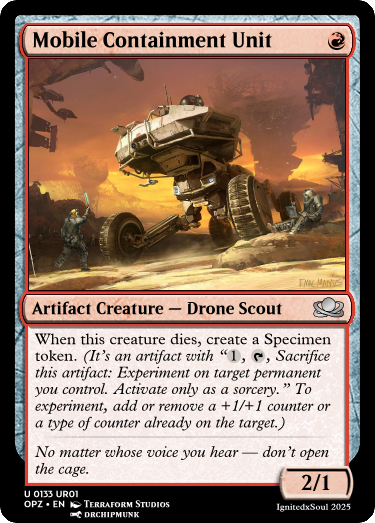 Mobile Containment Unit
Artifact Creature — Drone Scout
When this creature dies, create a Specimen
token. (It's an artifact with "1, T, Sacrifice
this artifact: Experiment on target permanent
you control. Activate only as a sorcery." To
experiment, add or remove a +1/+1 counter or
a type of counter already on the target.)
No matter whose voice you hear — don't open
the cage.
2/1
U 0133 UR01
OPZ • EN Terraform Studios
drchipmunk
IgnitedxSoul 2025